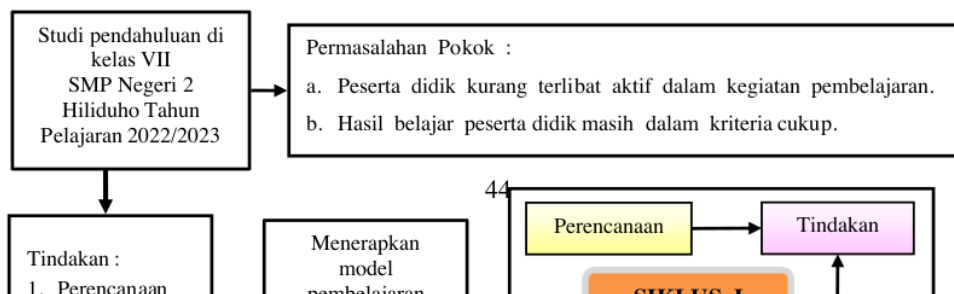 Studi pendahuluan di
kelas VII
SMP Negeri 2
Hiliduho Tahun
Pelajaran 2022/2023
Permasalahan Pokok :
a. Peserta didik kurang terlibat aktif dalam kegiatan pembelajaran.
b. Hasil belajar peserta didik masih dalam kriteria cukup.
44
Perencanaan
Tindakan
Tindakan :
1. Perencanaan
Menerapkan
model
pembelajaran
SIKLUS I